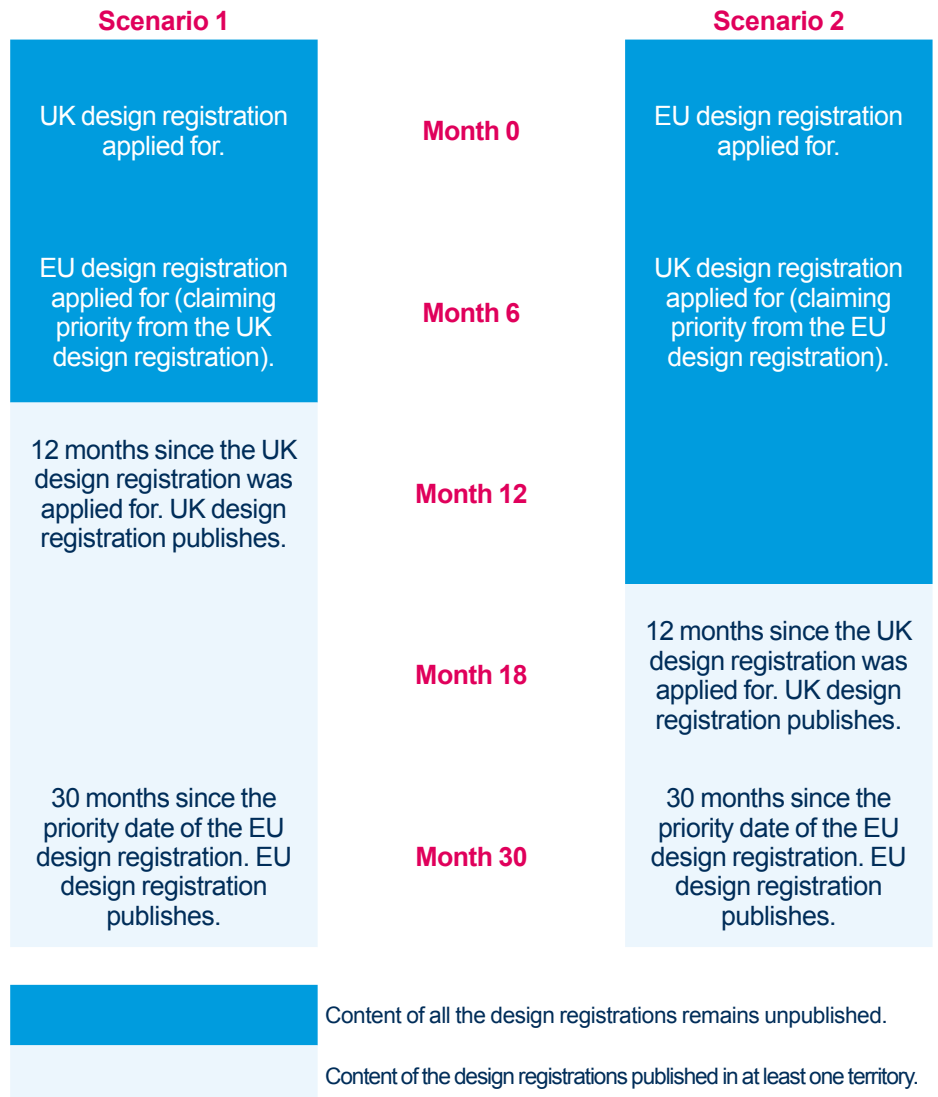 Scenario 1
Scenario 2
UK design registration
applied for.
Month 0
EU design registration
applied for.
EU design registration
applied for (claiming
priority from the UK
design registration).
Month 6
UK design registration
applied for (claiming
priority from the EU
design registration).
12 months since the UK
design registration was
applied for. UK design
registration publishes.
Month 12
Month 18
12 months since the UK
design registration was
applied for. UK design
registration publishes.
30 months since the
priority date of the EU
design registration. EU
design registration
publishes.
Month 30
30 months since the
priority date of the EU
design registration. EU
design registration
publishes.
Content of all the design registrations remains unpublished.
Content of the design registrations published in at least one territory.